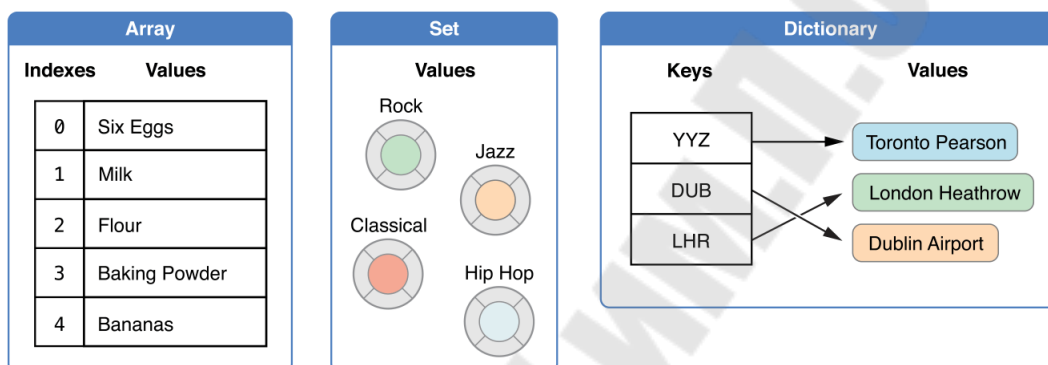 Array
Indexes Values
0 Six Eggs
1 Milk
2 Flour
3 Baking Powder
4 Bananas
Set
Values
Rock
Jazz
Classical
Hip Hop
Dictionary
Keys Values
YYZ Toronto Pearson
DUB London Heathrow
LHR Dublin Airport